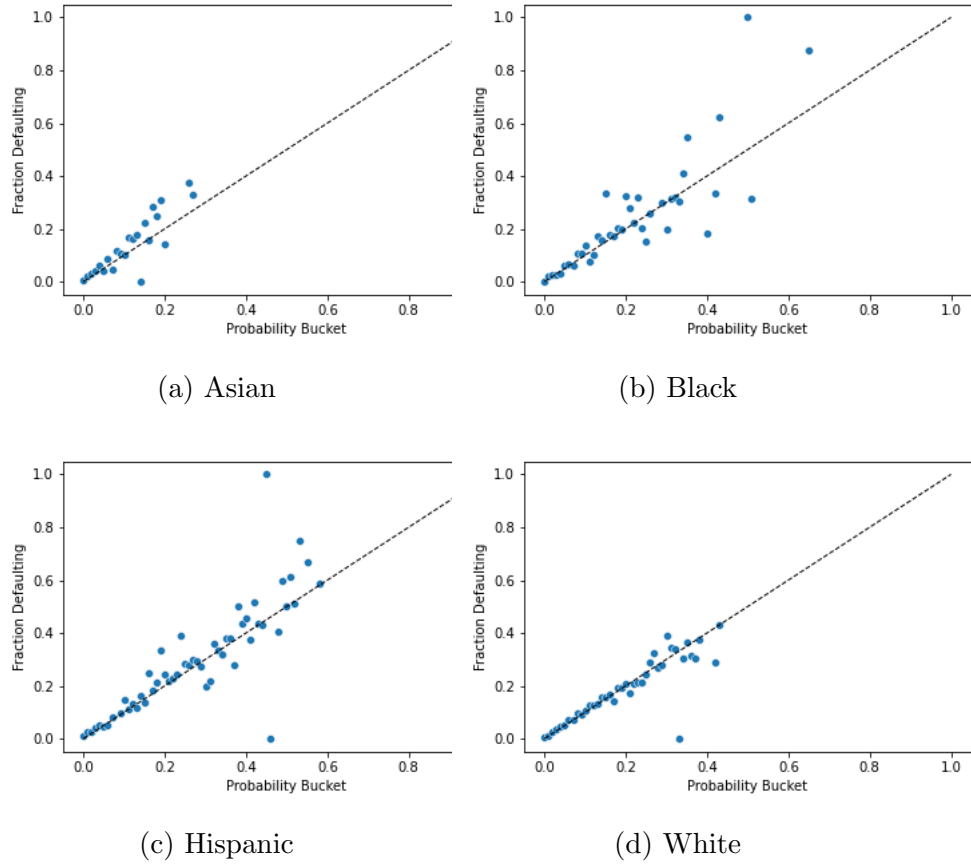 1.0
0.8
0.6
0.4
0.2
0.0
Fraction Defaulting
0.0 0.2 0.4 0.6 0.8
Probability Bucket
(a) Asian
1.0
0.8
0.6
0.4
0.2
0.0
Fraction Defaulting
0.0 0.2 0.4 0.6 0.8 1.0
Probability Bucket
(b) Black
1.0
0.8
0.6
0.4
0.2
0.0
Fraction Defaulting
0.0 0.2 0.4 0.6 0.8
Probability Bucket
(c) Hispanic
1.0
0.8
0.6
0.4
0.2
0.0
Fraction Defaulting
0.0 0.2 0.4 0.6 0.8 1.0
Probability Bucket
(d) White